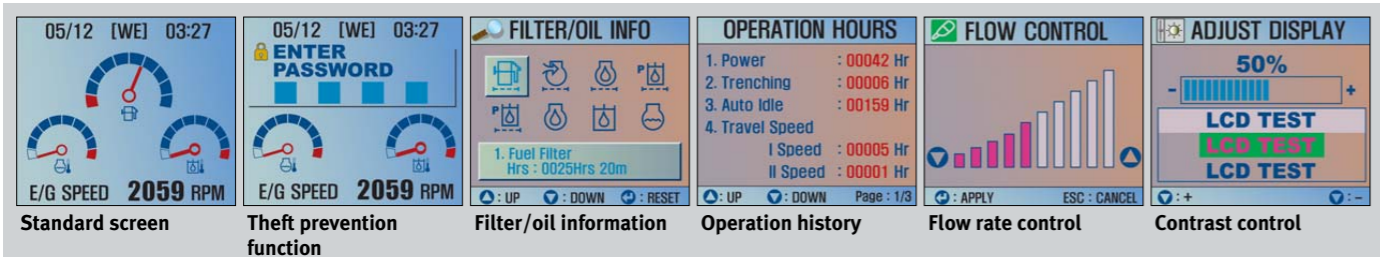 05/12 [WE] 03:27
E/G SPEED 2059 RPM
Standard screen
05/12 [WE] 03:27
ENTER
PASSWORD
E/G SPEED 2059 RPM
Theft prevention
function
FILTER/OIL INFO
P
P
1. Fuel Filter
Hrs : 0025Hrs 20m
: UP : DOWN : RESET
Filter/oil information
OPERATION HOURS
1. Power : 00042 Hr
2. Trenching : 00006 Hr
3. Auto Idle : 00159 Hr
4. Travel Speed
I Speed : 00005 Hr
II Speed : 00001 Hr
: UP : DOWN Page : 1/3
Operation history
FLOW CONTROL
: APPLY ESC : CANCEL
Flow rate control
ADJUST DISPLAY
50%
- +
LCD TEST
LCD TEST
LCD TEST
: + : -
Contrast control